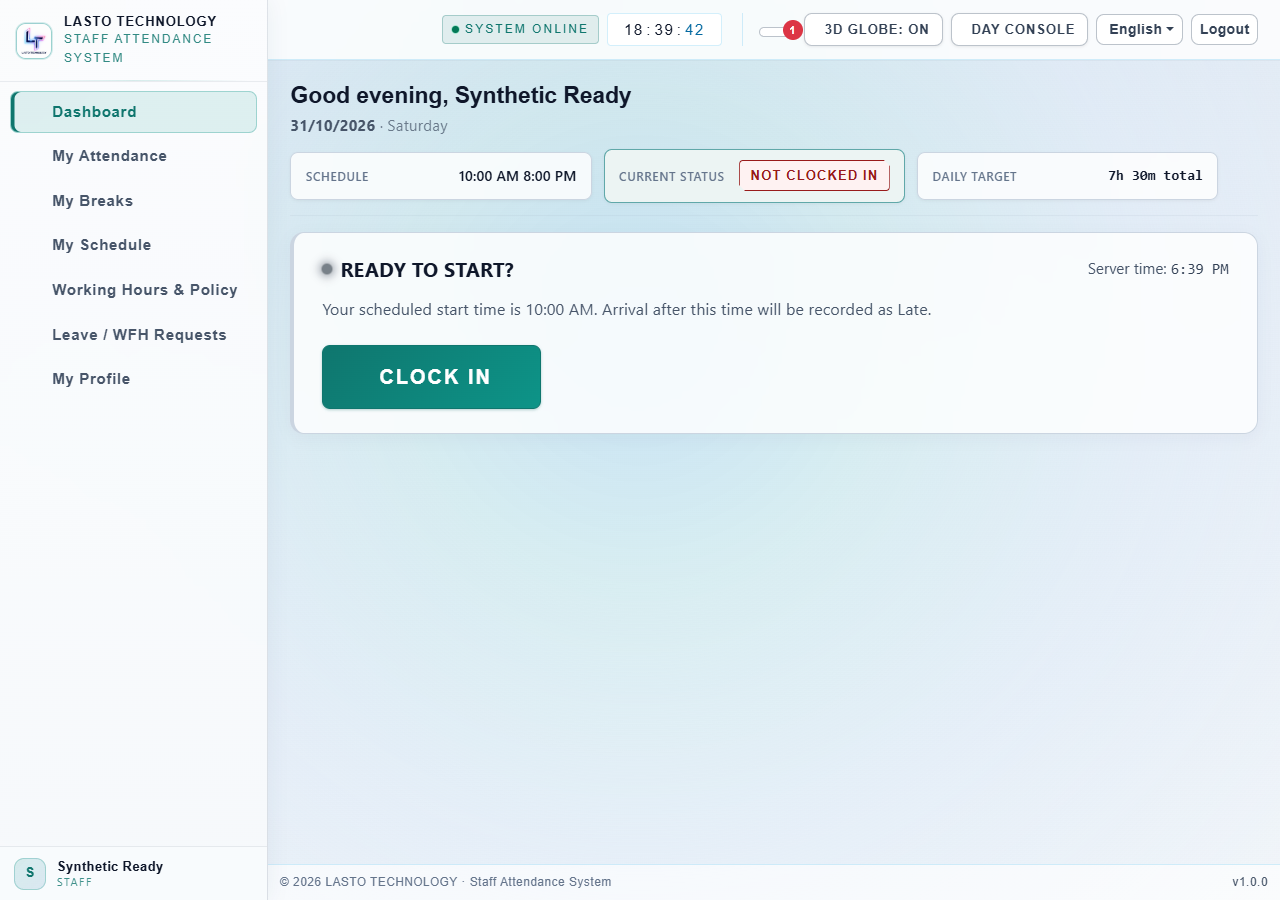 LASTO TECHNOLOGY
STAFF ATTENDANCE
SYSTEM
SYSTEM ONLINE
18:39:42
1
3D GLOBE: ON
DAY CONSOLE
English
Logout
Dashboard
My Attendance
My Breaks
My Schedule
Working Hours & Policy
Leave / WFH Requests
My Profile
Good evening, Synthetic Ready
31/10/2026 · Saturday
SCHEDULE 10:00 AM 8:00 PM
CURRENT STATUS NOT CLOCKED IN
DAILY TARGET 7h 30m total
READY TO START?
Server time: 6:39 PM
Your scheduled start time is 10:00 AM. Arrival after this time will be recorded as Late.
CLOCK IN
S
Synthetic Ready
STAFF
© 2026 LASTO TECHNOLOGY · Staff Attendance System
v1.0.0